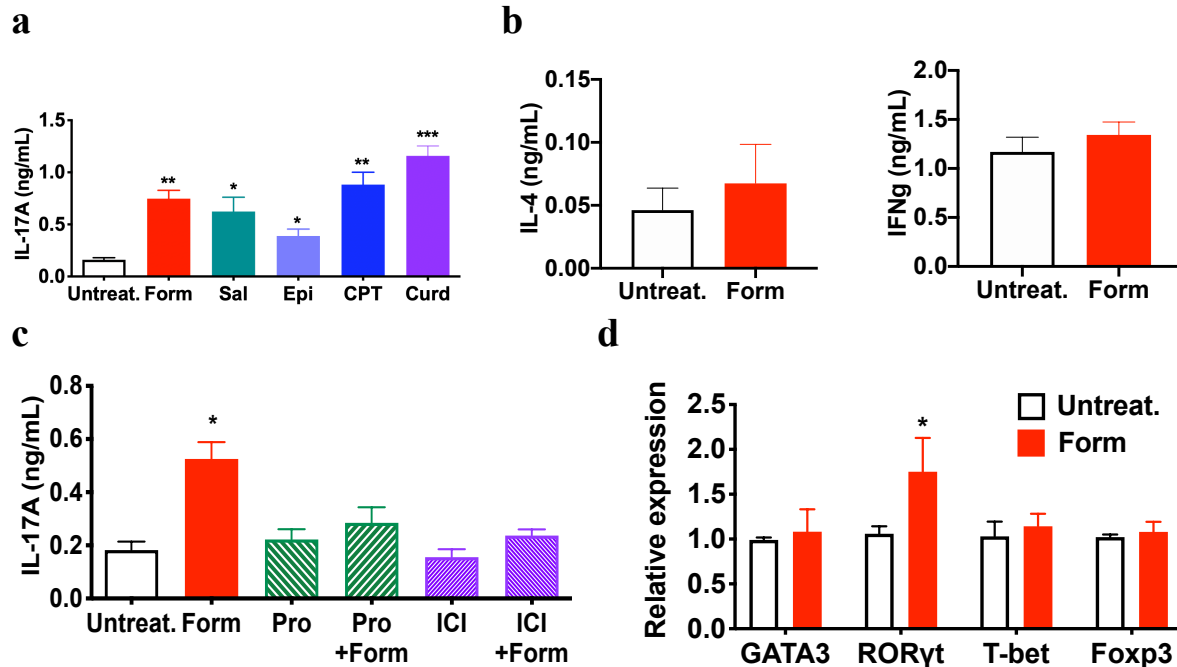 a
IL-17A (ng/mL)
1.5
1.0
0.5
0.0
** * * ** ***
Untreat. Form Sal Epi CPT Curd
b
IL-4 (ng/mL)
0.15
0.10
0.05
0.00
Untreat. Form
IFNg (ng/mL)
2.0
1.5
1.0
0.5
0.0
Untreat. Form
c
IL-17A (ng/mL)
0.8
0.6
0.4
0.2
0.0
*
Untreat. Form Pro Pro ICI ICI
+Form +Form
d
Relative expression
2.5
2.0
1.5
1.0
0.5
0.0
*
Untreat.
Form
GATA3 RORγt T-bet Foxp3